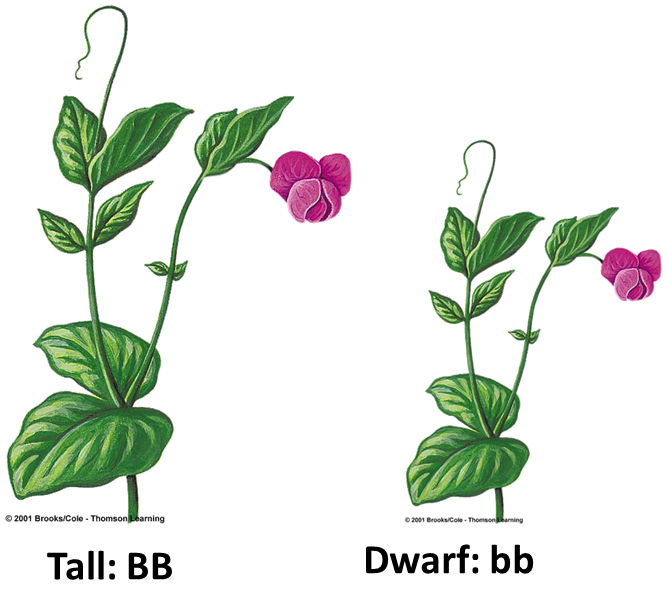 © 2001 Brooks/Cole - Thomson Learning
© 2001 Brooks/Cole - Thomson Learning
Tall: BB
Dwarf: bb